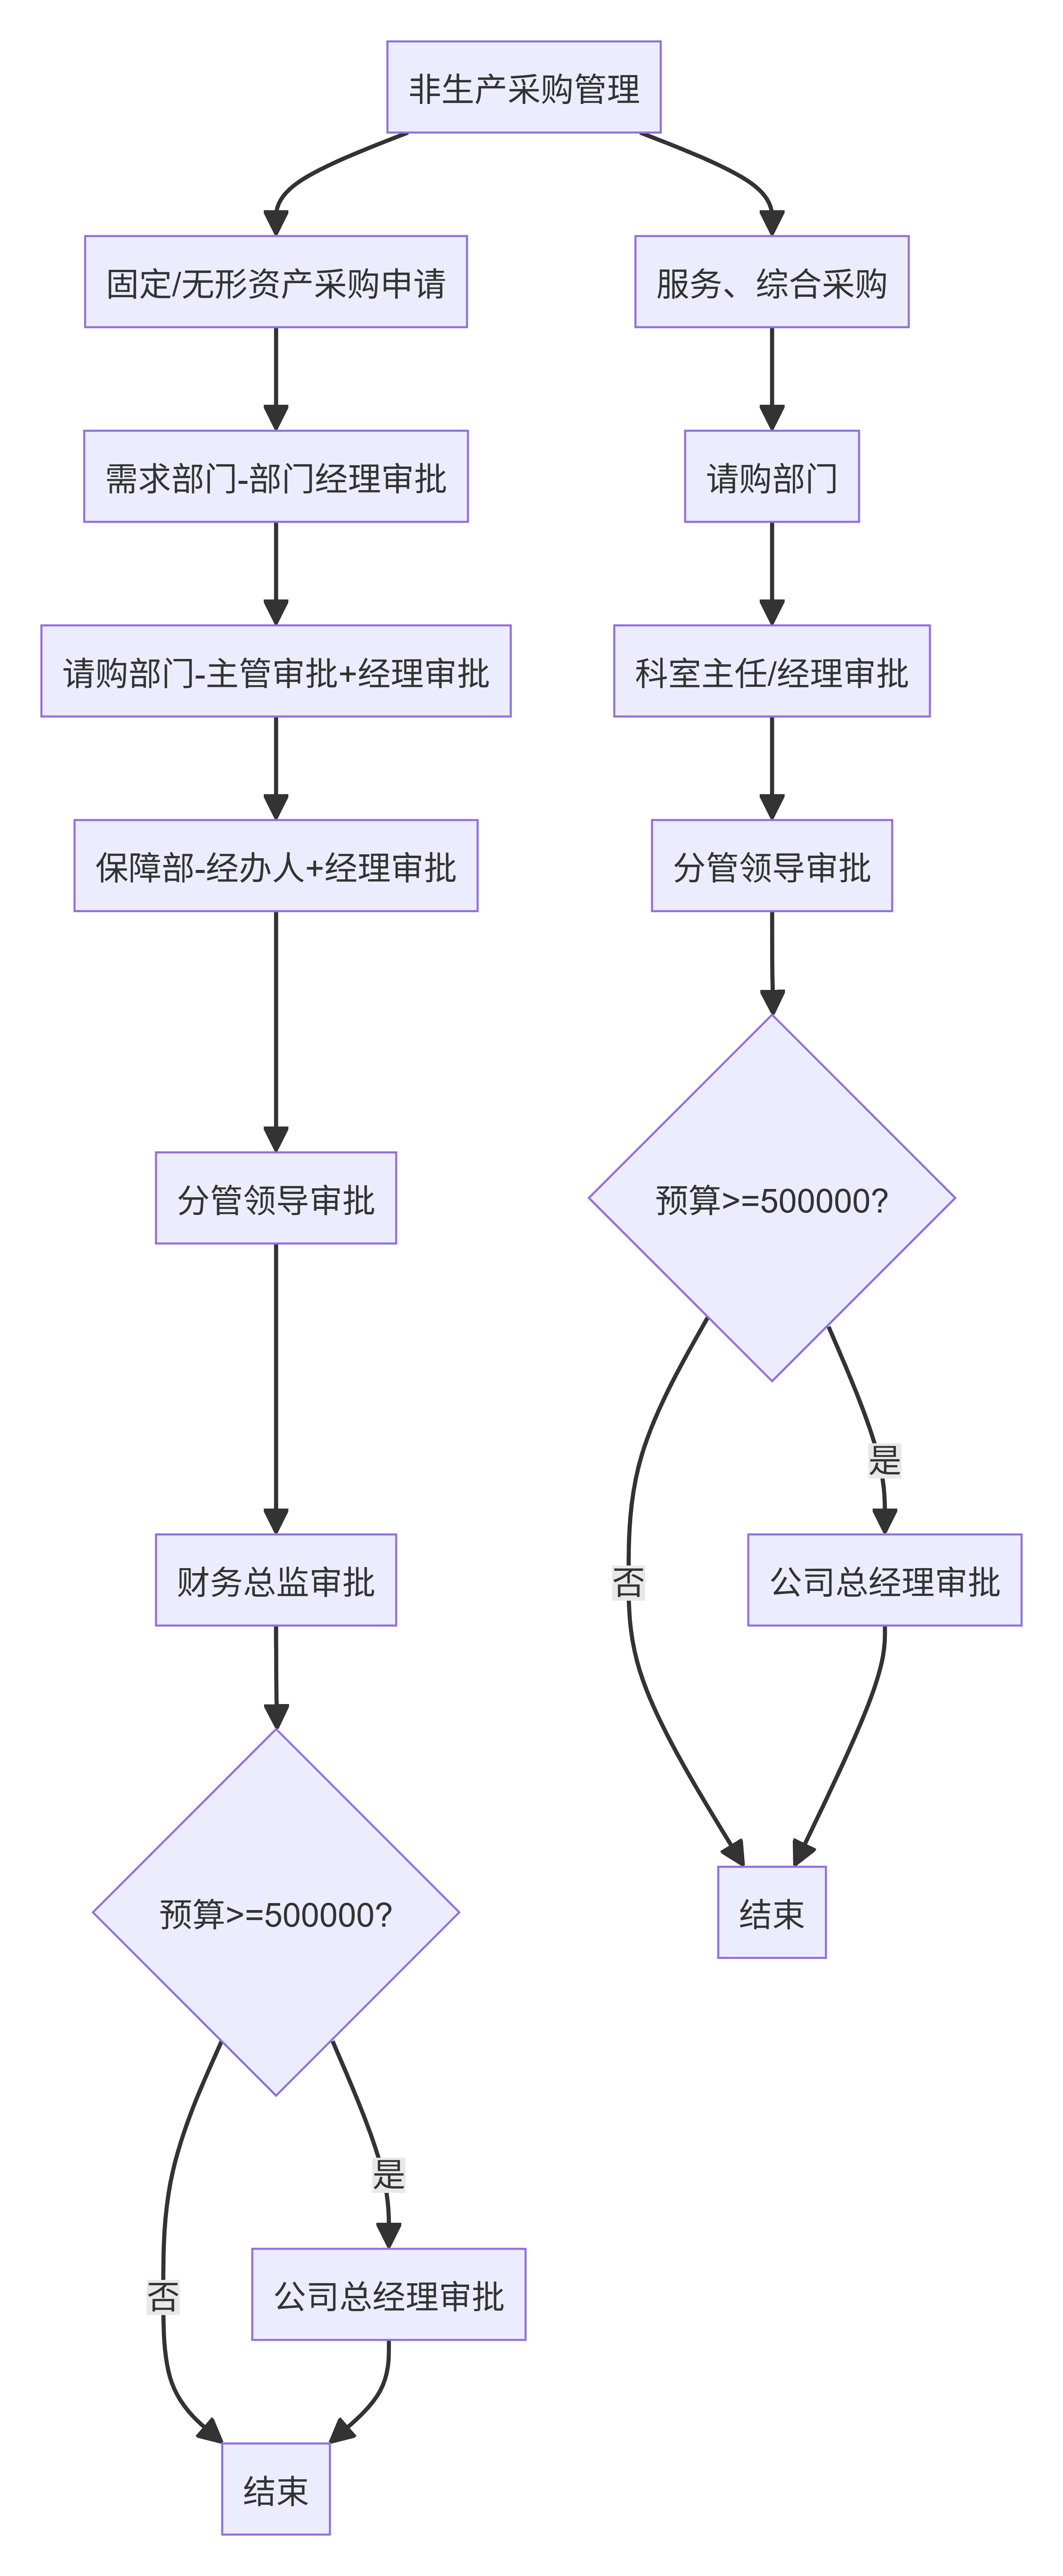 非生产采购管理
固定/无形资产采购申请
服务、综合采购
需求部门-部门经理审批
请购部门
请购部门-主管审批+经理审批
科室主任/经理审批
保障部-经办人+经理审批
分管领导审批
分管领导审批
预算>=500000?
是
财务总监审批
否
公司总经理审批
预算>=500000?
结束
是
否
公司总经理审批
结束